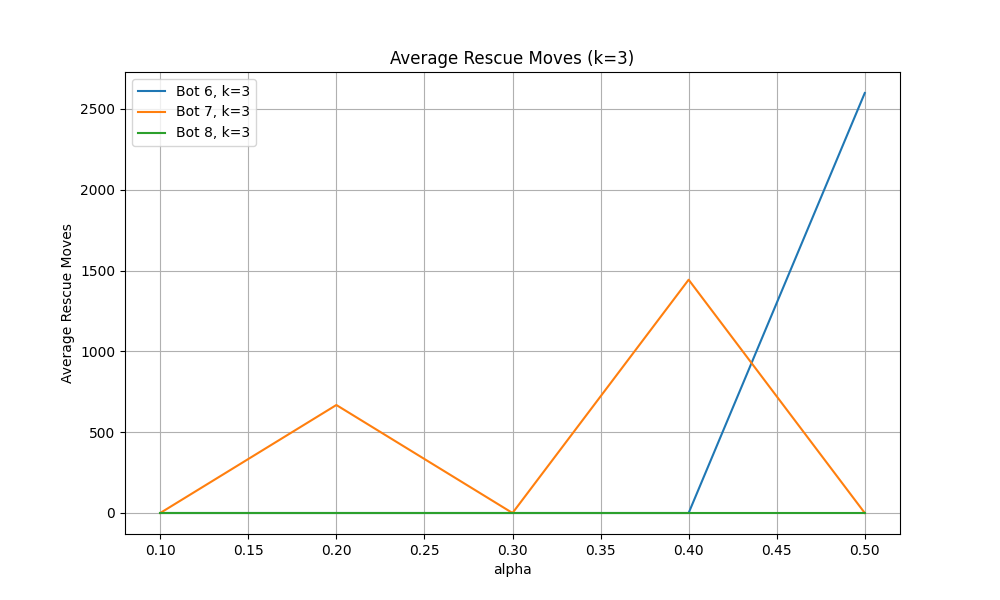 Average Rescue Moves (k=3)
Bot 6, k=3
Bot 7, k=3
Bot 8, k=3
Average Rescue Moves
2500
2000
1500
1000
500
0
0.10 0.15 0.20 0.25 0.30 0.35 0.40 0.45 0.50
alpha